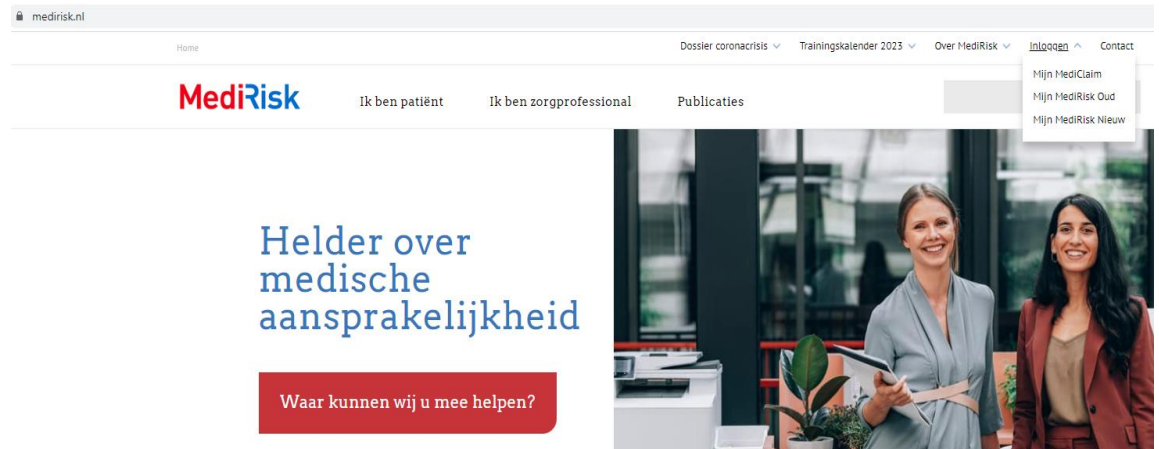 medirisk.nl
Home
Dossier coronacrisis Trainingskalender 2023 Over MediRisk Inloggen Contact
Mijn MediClaim
Mijn MediRisk Oud
Mijn MediRisk Nieuw
MediRisk Ik ben patiënt Ik ben zorgprofessional Publicaties
Helder over
medische
aansprakelijkheid
Waar kunnen wij u mee helpen?